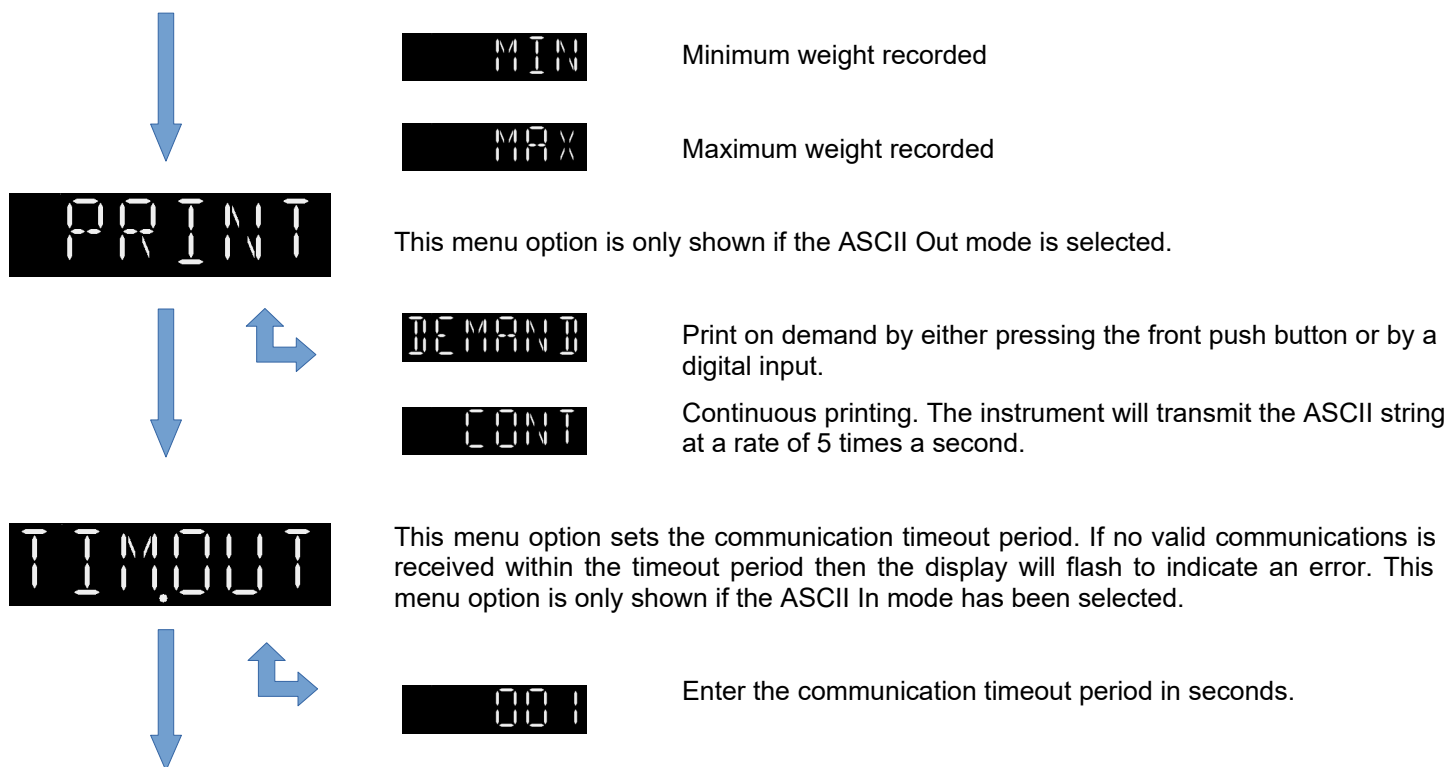 MIN
Minimum weight recorded
MAX
Maximum weight recorded
PRINT
This menu option is only shown if the ASCII Out mode is selected.
DEMAND
Print on demand by either pressing the front push button or by a
digital input.
CONT
Continuous printing. The instrument will transmit the ASCII string
at a rate of 5 times a second.
TIM.OUT
This menu option sets the communication timeout period. If no valid communications is
received within the timeout period then the display will flash to indicate an error. This
menu option is only shown if the ASCII In mode has been selected.
001
Enter the communication timeout period in seconds.